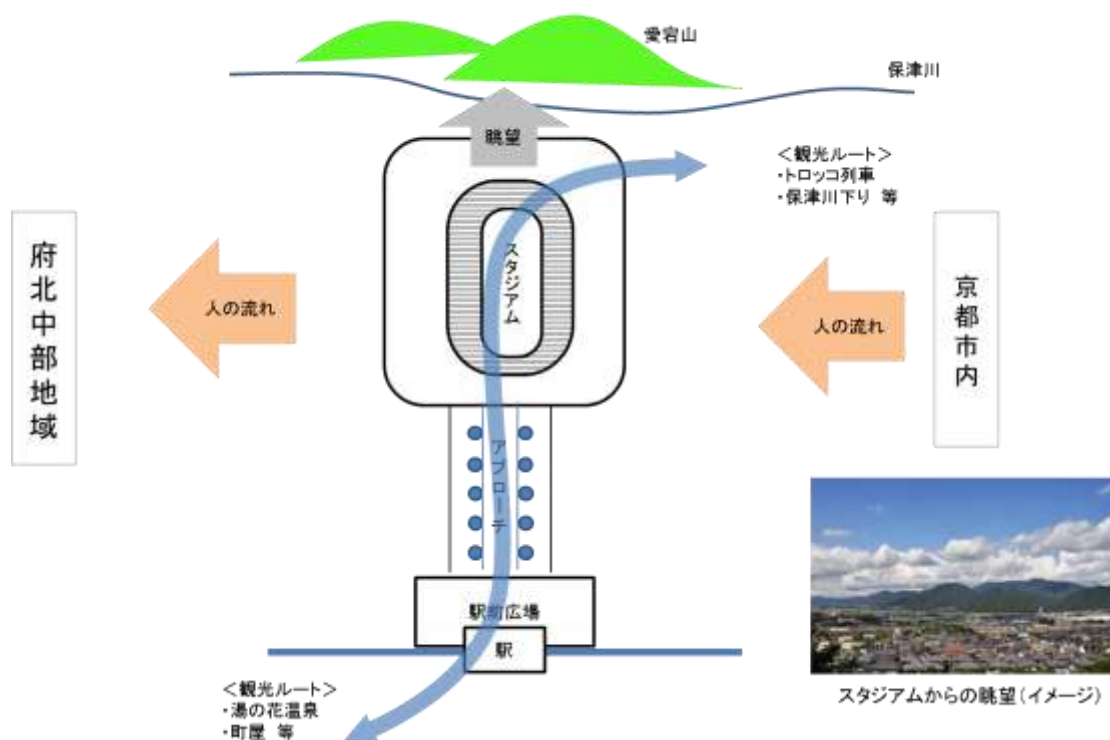 愛宕山
保津川
眺望
＜観光ルート＞
・トロッコ列車
・保津川下り 等
府北中部地域
人の流れ
スタジアム
人の流れ
京都市内
アプローチ
駅前広場
駅
＜観光ルート＞
・湯の花温泉
・町屋 等
スタジアムからの眺望（イメージ）